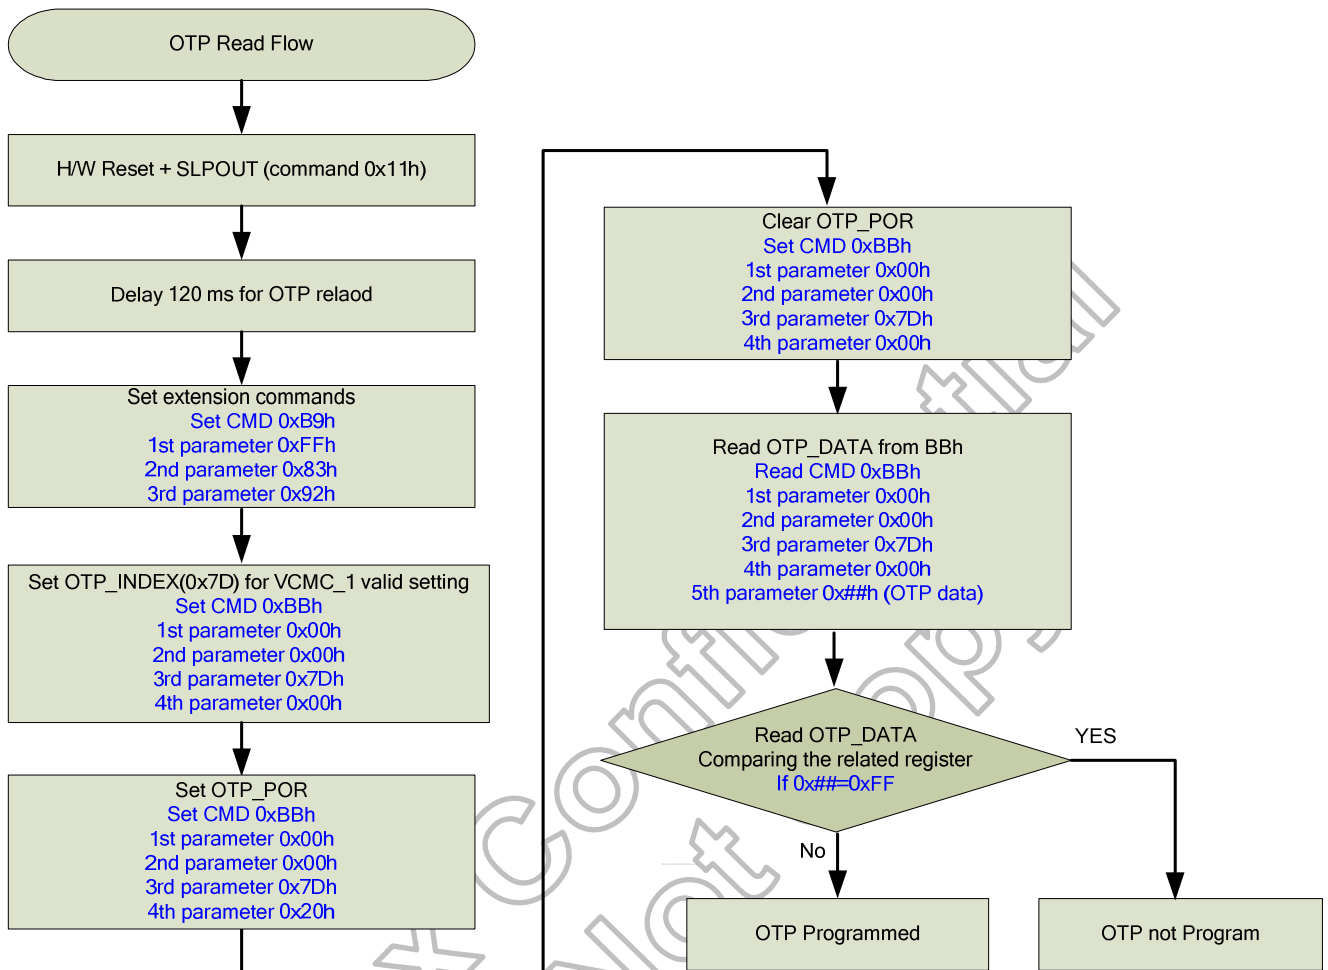 OTP Read Flow
H/W Reset + SLPOUT (command 0x11h)
Delay 120 ms for OTP relaod
Set extension commands
Set CMD 0xB9h
1st parameter 0xFFh
2nd parameter 0x83h
3rd parameter 0x92h
Set OTP_INDEX(0x7D) for VCMC_1 valid setting
Set CMD 0xBBh
1st parameter 0x00h
2nd parameter 0x00h
3rd parameter 0x7Dh
4th parameter 0x00h
Set OTP_POR
Set CMD 0xBBh
1st parameter 0x00h
2nd parameter 0x00h
3rd parameter 0x7Dh
4th parameter 0x20h
Clear OTP_POR
Set CMD 0xBBh
1st parameter 0x00h
2nd parameter 0x00h
3rd parameter 0x7Dh
4th parameter 0x00h
Read OTP_DATA from BBh
Read CMD 0xBBh
1st parameter 0x00h
2nd parameter 0x00h
3rd parameter 0x7Dh
4th parameter 0x00h
5th parameter 0x##h (OTP data)
Read OTP_DATA
Comparing the related register
If 0x##=0xFF
YES
No
OTP Programmed
OTP not Program